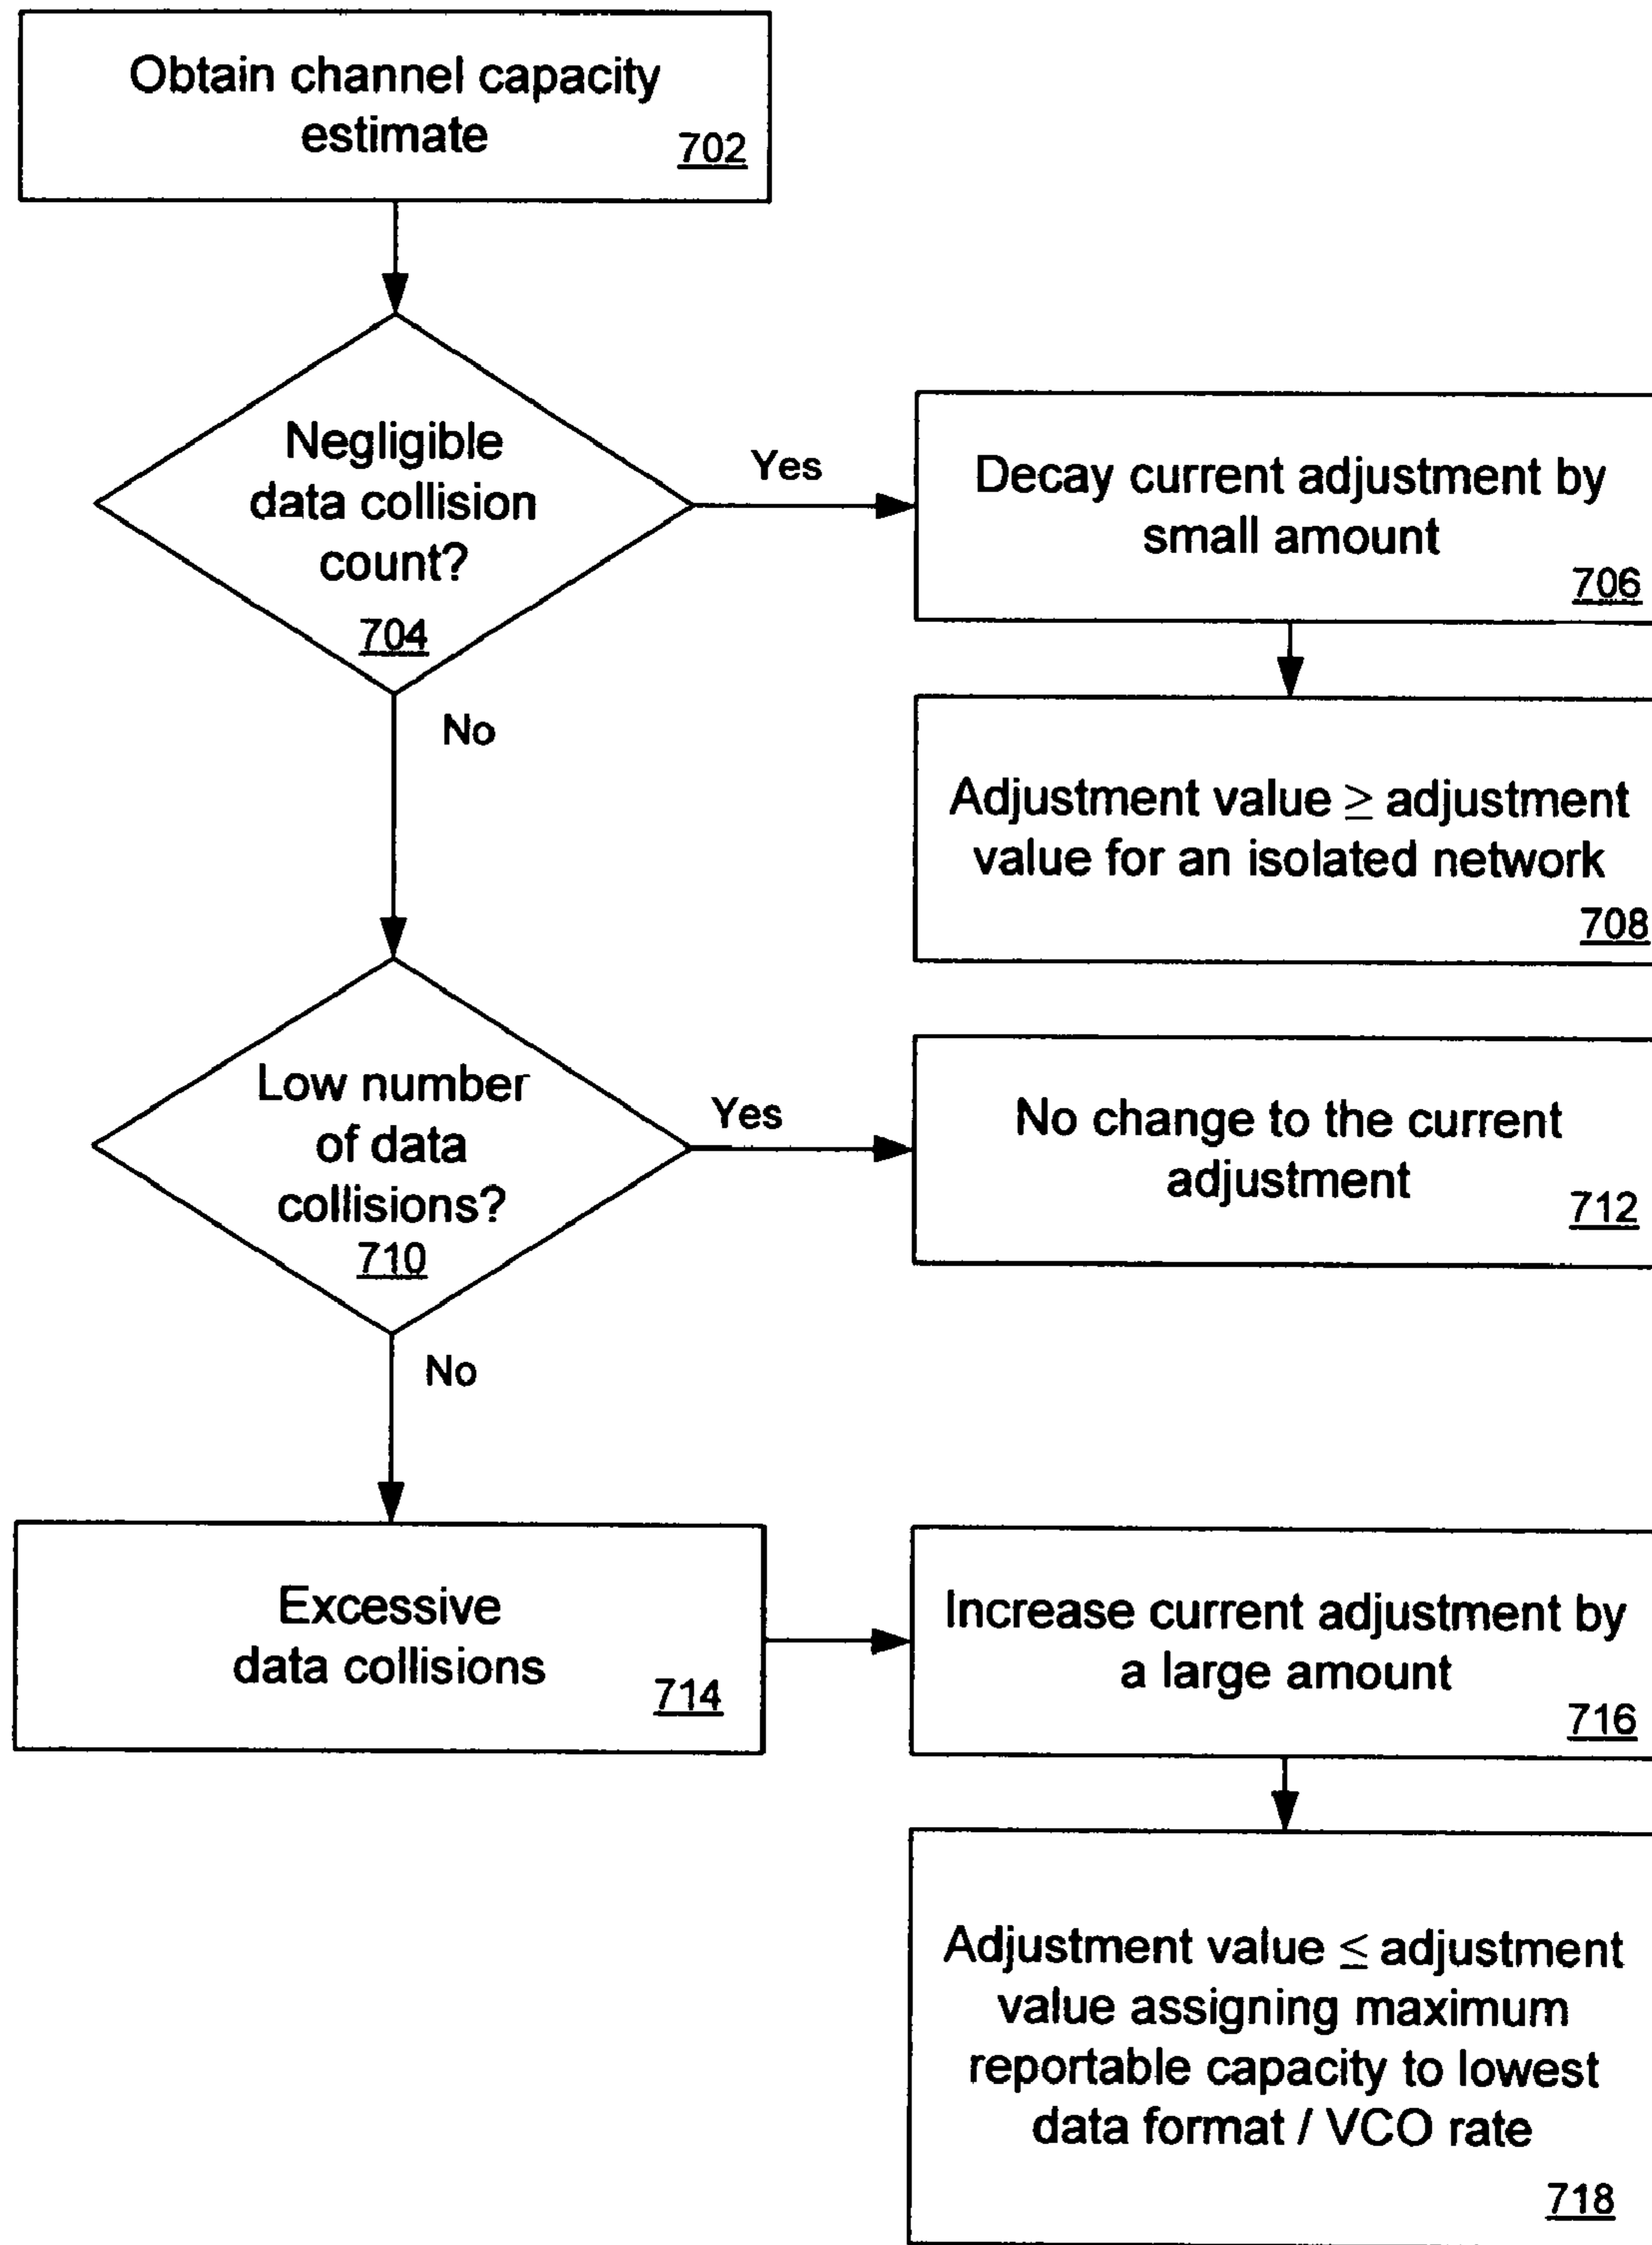 Obtain channel capacity
estimate
702
Negligible
data collision
count?
704
Yes
Decay current adjustment by
small amount
706
No
Adjustment value ≥ adjustment
value for an isolated network
708
Low number
of data
collisions?
710
Yes
No change to the current
adjustment
712
No
Excessive
data collisions
714
Increase current adjustment by
a large amount
716
Adjustment value ≤ adjustment
value assigning maximum
reportable capacity to lowest
data format / VCO rate
718